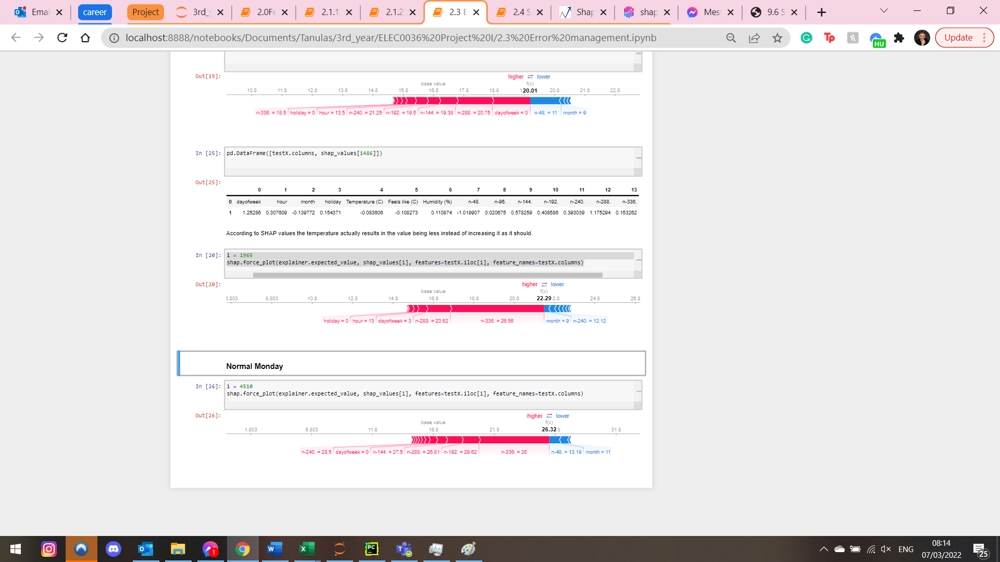 Emai
career
Project
3rd_
2.0Fe
2.1.1
2.1.2
2.3 E
2.4 S
Shap
shap
Mes
9.6 S
localhost:8888/notebooks/Documents/Tanulas/3rd_year/ELEC0036%20Project%20I/2.3%20Error%20management.ipynb
HU
Update
Out[19]:
higher ⇄ lower
base value f(x)
10.8 11.8 12.8 13.8 14.8 15.8 16.8 17.8 18.8 1 20.01 20.8 21.8 22.8
n-336. = 18.5 holiday = 0 hour = 13.5 n-240. = 21.25 n-192. = 19.5 n-144. = 19.38 n-288. = 20.75 dayofweek = 0 n-48. = 11 month = 9
In [25]: pd.DataFrame([testX.columns, shap_values[1486]])
Out[25]:
0 1 2 3 4 5 6 7 8 9 10 11 12 13
0 dayofweek hour month holiday Temperature (C) Feels like (C) Humidity (%) n-48. n-96. n-144. n-192. n-240. n-288. n-336.
1 1.25286 0.307609 -0.139772 0.154371 -0.083606 -0.108273 0.110874 -1.019907 0.020675 0.578259 0.408586 0.393039 1.175294 0.153262
According to SHAP values the temperature actually results in the value being less instead of increasing it as it should.
In [20]: i = 1965
shap.force_plot(explainer.expected_value, shap_values[i], features=testX.iloc[i], feature_names=testX.columns)
Out[20]:
higher ⇄ lower
base value f(x)
3.803 8.803 10.8 12.8 14.8 16.8 18.8 20.8 22.29 2.8 24.8 26.8
holiday = 0 hour = 13 dayofweek = 3 n-288. = 23.62 n-336. = 26.56 month = 9 n-240. = 12.12
Normal Monday
In [26]: i = 4510
shap.force_plot(explainer.expected_value, shap_values[i], features=testX.iloc[i], feature_names=testX.columns)
Out[26]:
higher ⇄ lower
base value f(x)
1.803 6.803 11.8 16.8 21.8 26.32 8 31.8
n-240. = 28.5 dayofweek = 0 n-144. = 27.5 n-288. = 26.81 n-192. = 29.62 n-336. = 28 n-48. = 13.19 month = 11
1
ENG
08:14
07/03/2022
25